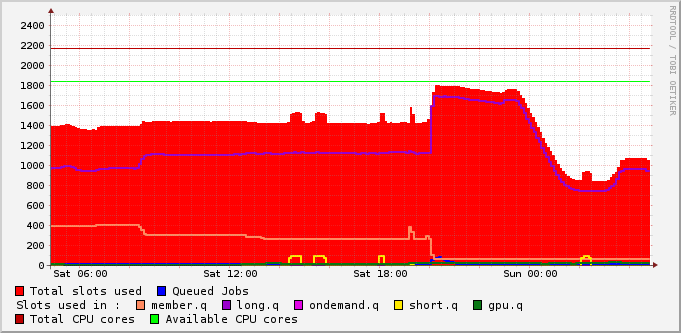 2400
2200
2000
1800
1600
1400
1200
1000
800
600
400
200
0
Sat 06:00 Sat 12:00 Sat 18:00 Sun 00:00
RRDTOOL / TOBI OETIKER
Total slots used Queued Jobs
Slots used in : member.q long.q ondemand.q short.q gpu.q
Total CPU cores Available CPU cores